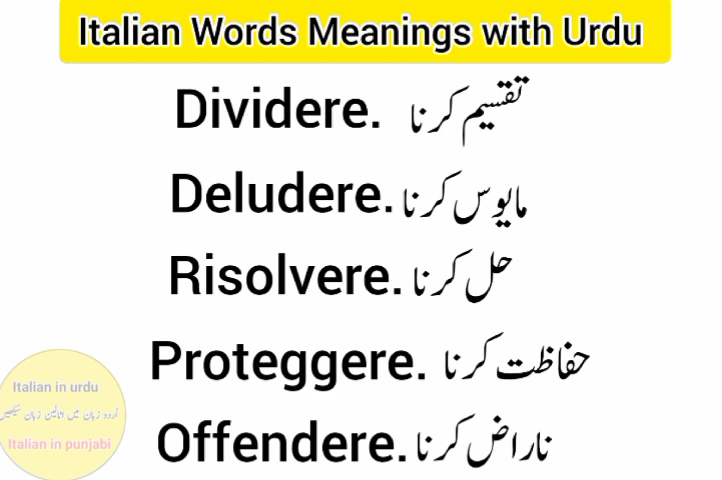 Italian Words Meanings with Urdu
Dividere. تقسیم کرنا
Deludere. مایوس کرنا
Risolvere. حل کرنا
Proteggere. حفاظت کرنا
Offendere. ناراض کرنا
Italian in urdu
اُردو زبان میں اٹالین زبان سیکھیں
Italian in punjabi